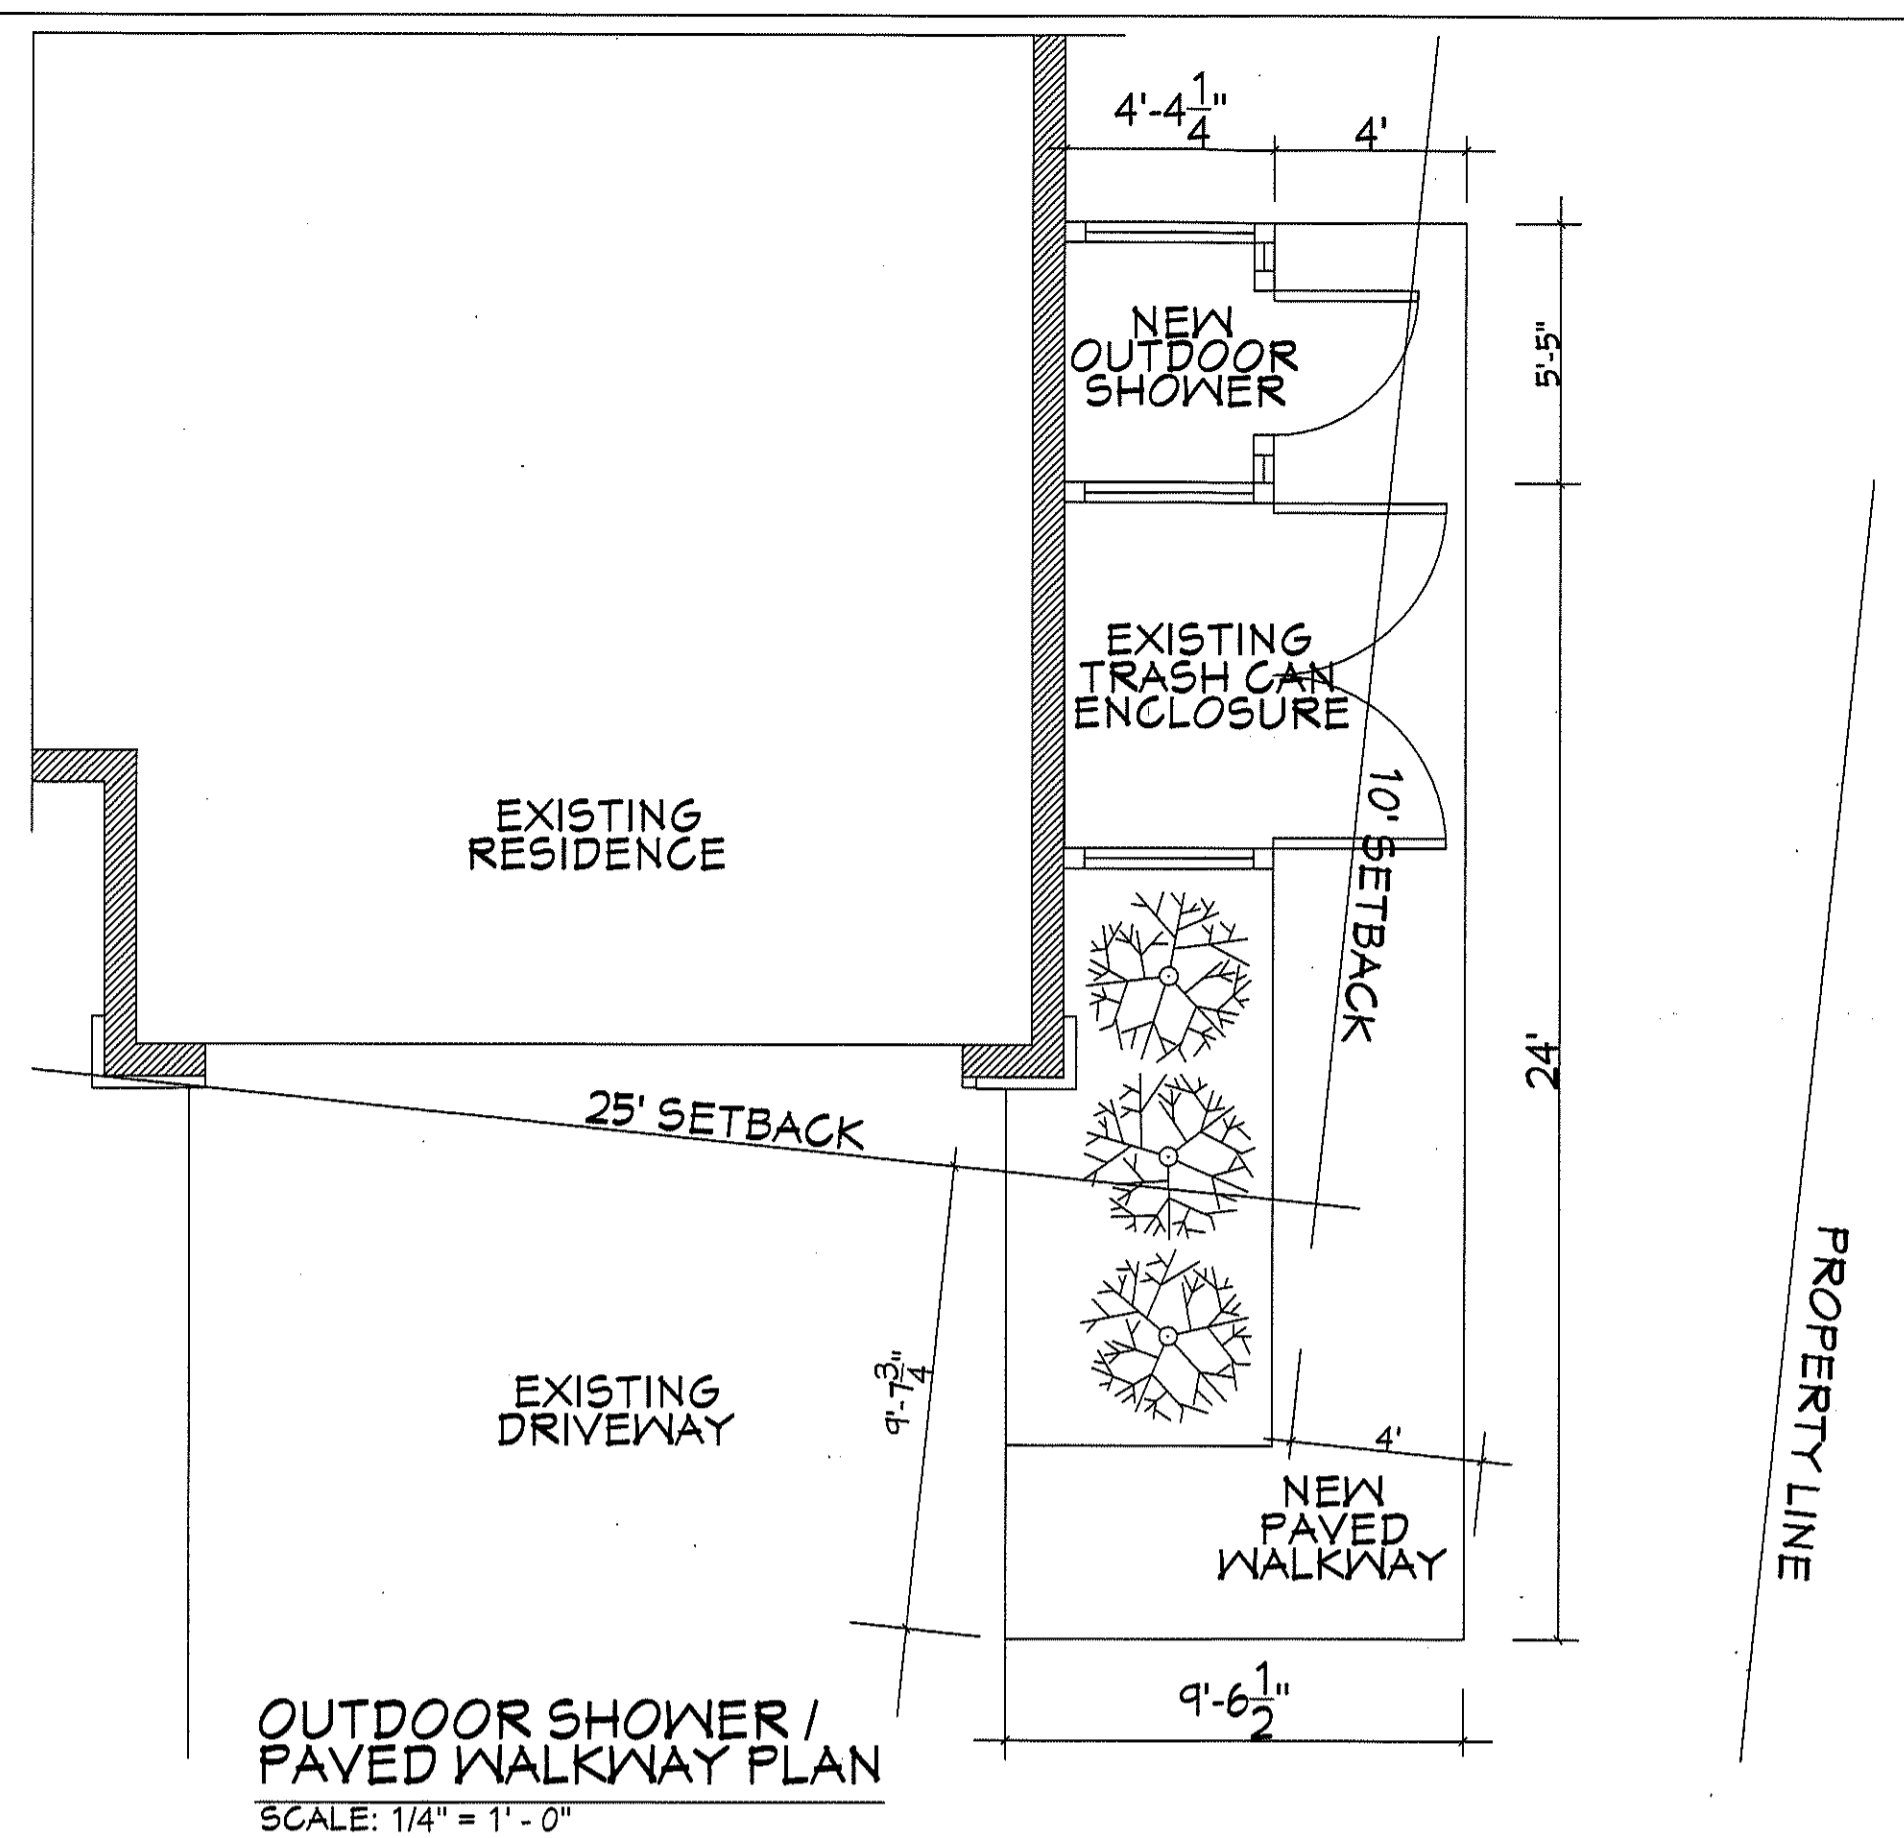 4'-4 1/4"
4'
NEW
OUTDOOR
SHOWER
5'-5"
EXISTING
TRASH CAN
ENCLOSURE
10' SETBACK
EXISTING
RESIDENCE
24'
25' SETBACK
PROPERTY LINE
9'-7 3/4"
EXISTING
DRIVEWAY
4'
NEW
PAVED
WALKWAY
9'-6 1/2"
OUTDOOR SHOWER /
PAVED WALKWAY PLAN
SCALE: 1/4" = 1' - 0"